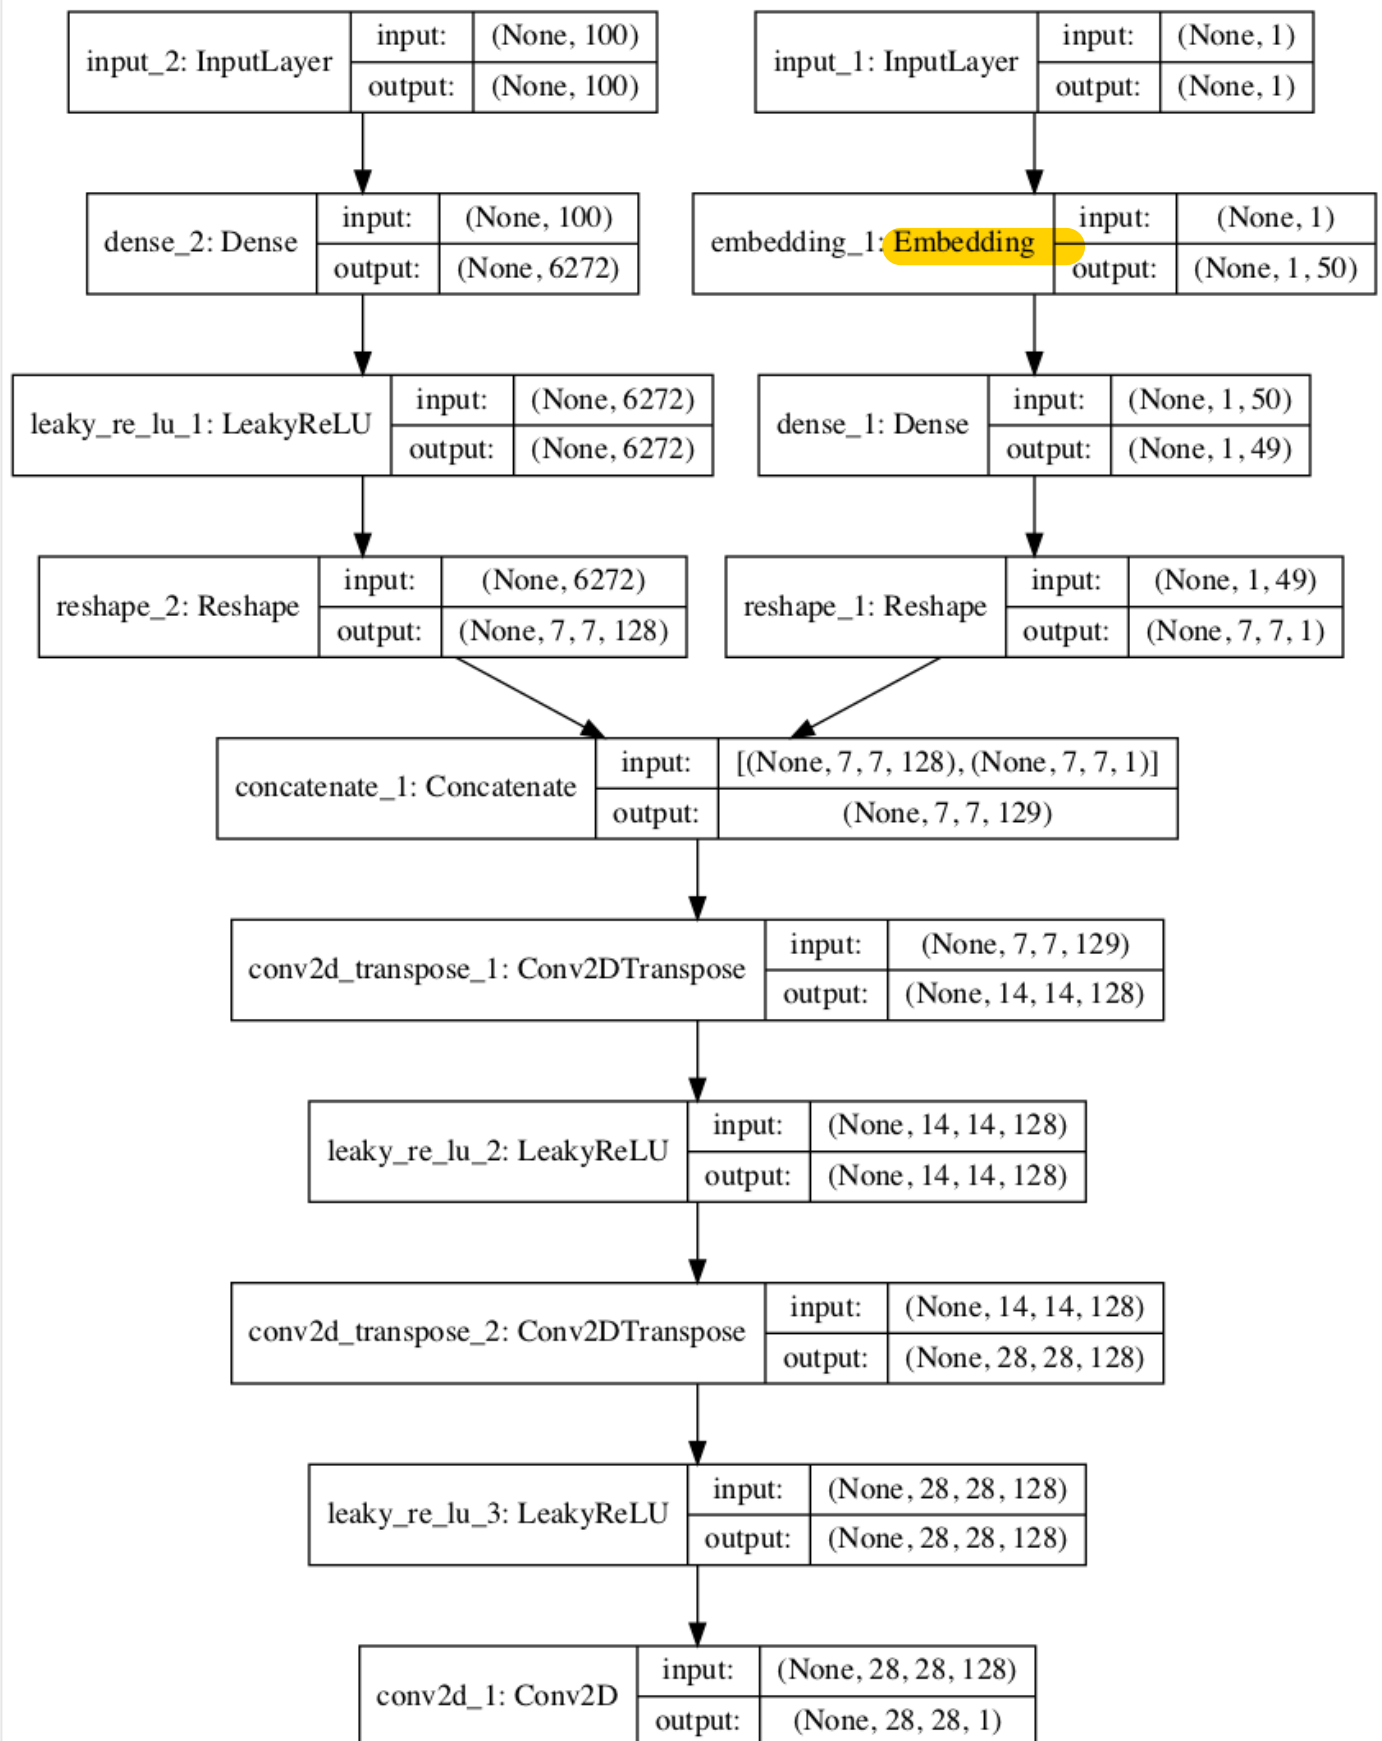 input_2: InputLayer
input: (None, 100)
output: (None, 100)
input_1: InputLayer
input: (None, 1)
output: (None, 1)
dense_2: Dense
input: (None, 100)
output: (None, 6272)
embedding_1: Embedding
input: (None, 1)
output: (None, 1, 50)
leaky_re_lu_1: LeakyReLU
input: (None, 6272)
output: (None, 6272)
dense_1: Dense
input: (None, 1, 50)
output: (None, 1, 49)
reshape_2: Reshape
input: (None, 6272)
output: (None, 7, 7, 128)
reshape_1: Reshape
input: (None, 1, 49)
output: (None, 7, 7, 1)
concatenate_1: Concatenate
input: [(None, 7, 7, 128), (None, 7, 7, 1)]
output: (None, 7, 7, 129)
conv2d_transpose_1: Conv2DTranspose
input: (None, 7, 7, 129)
output: (None, 14, 14, 128)
leaky_re_lu_2: LeakyReLU
input: (None, 14, 14, 128)
output: (None, 14, 14, 128)
conv2d_transpose_2: Conv2DTranspose
input: (None, 14, 14, 128)
output: (None, 28, 28, 128)
leaky_re_lu_3: LeakyReLU
input: (None, 28, 28, 128)
output: (None, 28, 28, 128)
conv2d_1: Conv2D
input: (None, 28, 28, 128)
output: (None, 28, 28, 1)